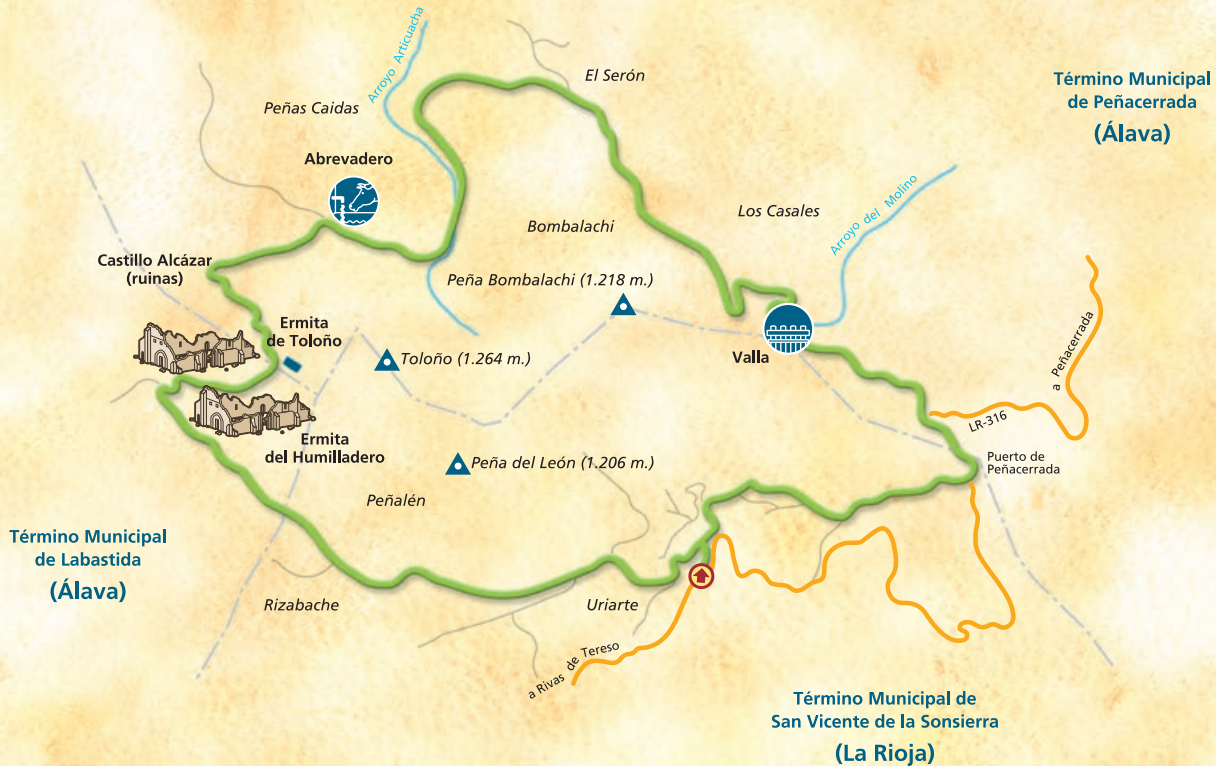 Arroyo Articuacha
El Serón
Término Municipal
de Peñacerrada
(Álava)
Peñas Caidas
Abrevadero
Arroyo del Molino
Los Casales
Bombalachi
Castillo Alcázar
(ruinas)
Peña Bombalachi (1.218 m.)
Ermita
de Toloño
Toloño (1.264 m.)
Valla
a Peñacerrada
LR-316
Ermita
del Humilladero
Peña del León (1.206 m.)
Puerto de
Peñacerrada
Peñalén
Término Municipal
de Labastida
(Álava)
Rizabache
Uriarte
a Rivas de Tereso
Término Municipal de
San Vicente de la Sonsierra
(La Rioja)